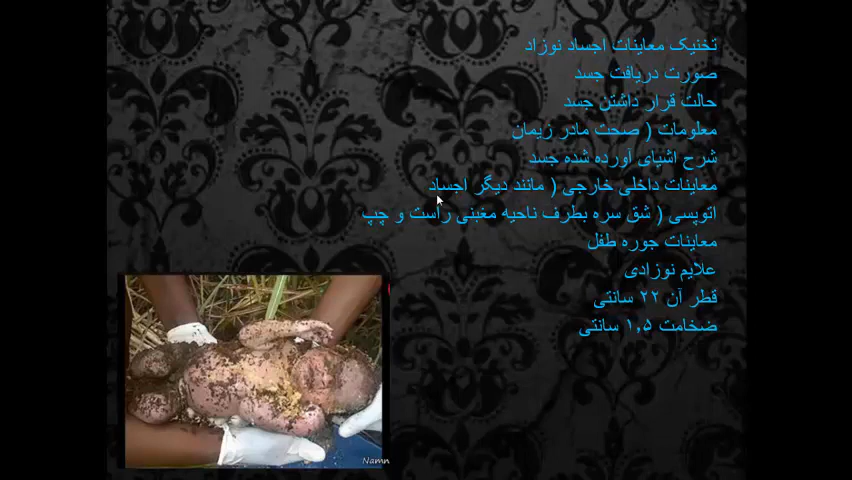 تخنیک معاینات اجساد نوزاد
صورت دریافت جسد
حالت قرار داشتن جسد
معلومات ( صحت مادر زیمان
شرح اشیای آورده شده جسد
معاینات داخلی خارجی ( مانند دیگر اجساد
اتوپسی ( شق سره بطرف ناحیه مغبنی راست و چپ
معاینات جوره طفل
علایم نوزادی
قطر آن ۲۲ سانتی
ضخامت ۱,۵ سانتی
Namn